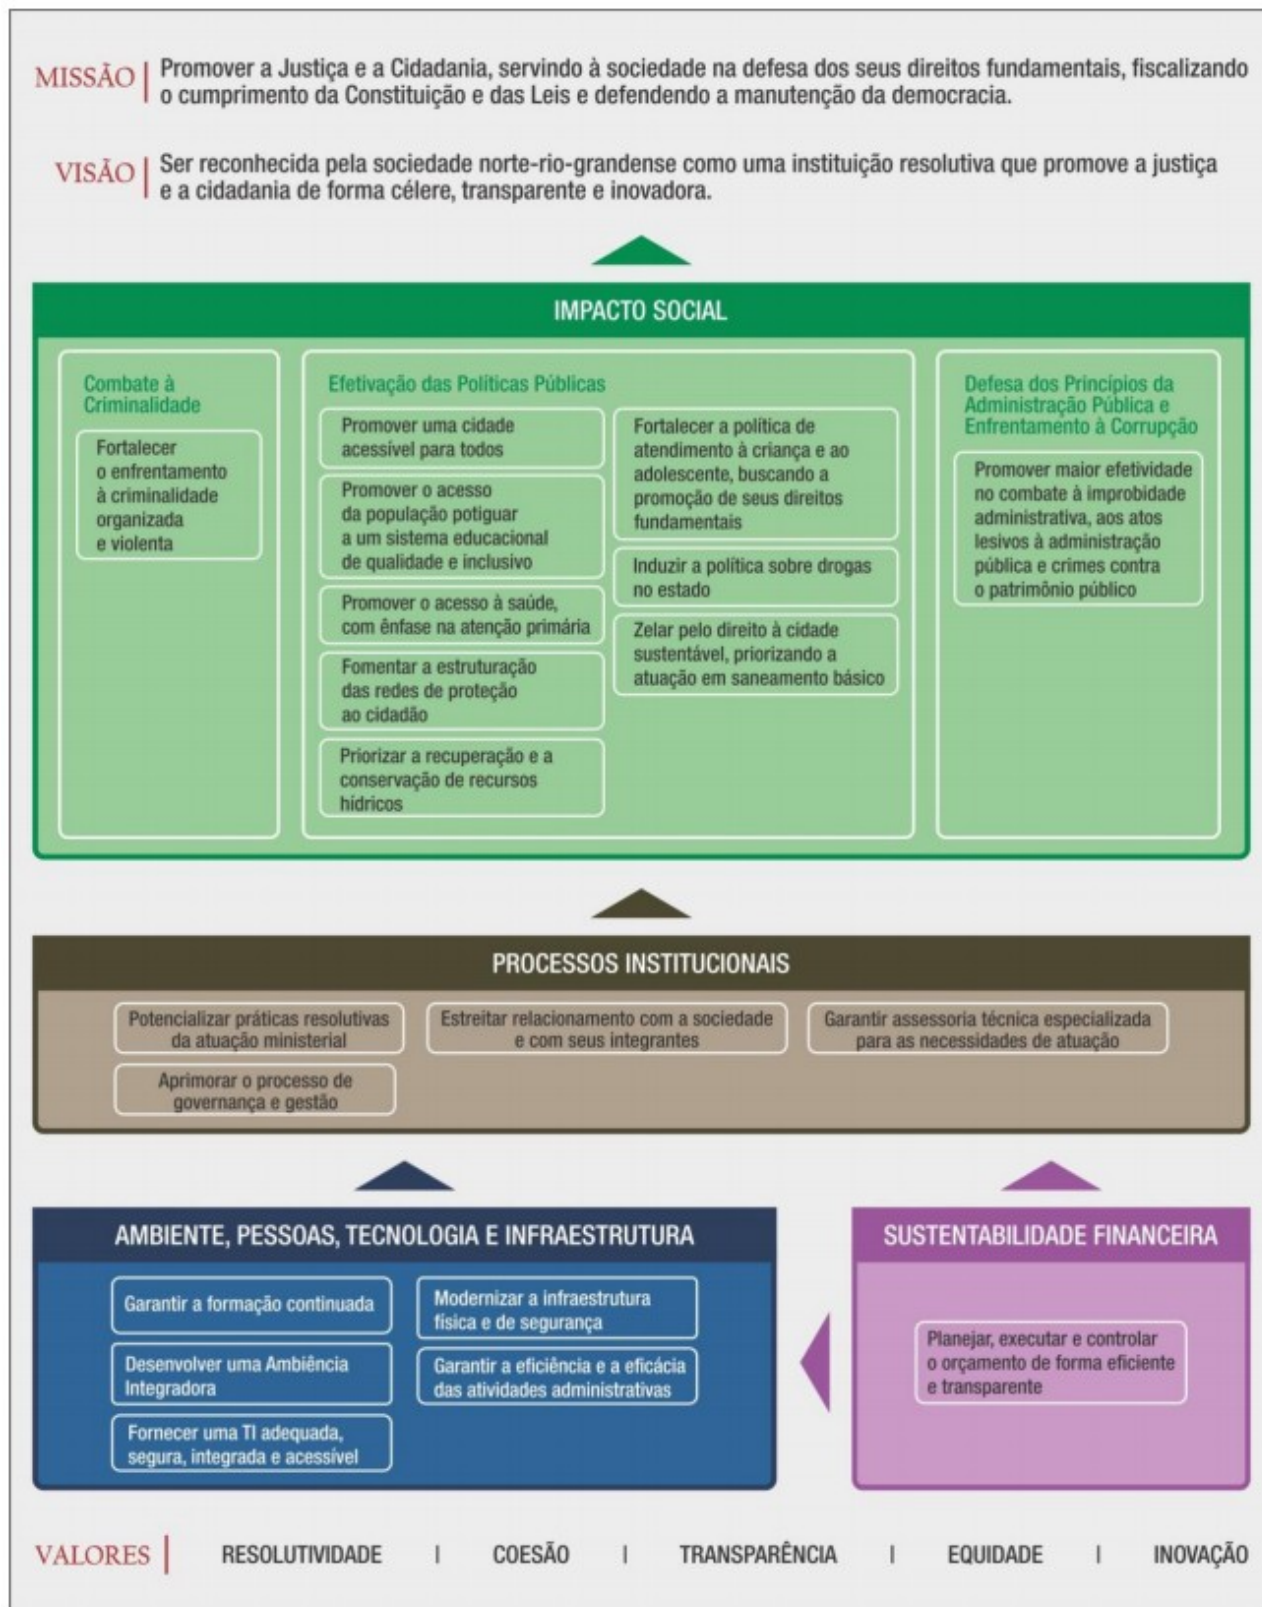 MISSÃO
Promover a Justiça e a Cidadania, servindo à sociedade na defesa dos seus direitos fundamentais, fiscalizando
o cumprimento da Constituição e das Leis e defendendo a manutenção da democracia.
VISÃO
Ser reconhecida pela sociedade norte-rio-grandense como uma instituição resolutiva que promove a justiça
e a cidadania de forma célere, transparente e inovadora.
IMPACTO SOCIAL
Combate à
Criminalidade
Fortalecer
o enfrentamento
à criminalidade
organizada
e violenta
Efetivação das Políticas Públicas
Promover uma cidade
acessível para todos
Promover o acesso
da população potiguar
a um sistema educacional
de qualidade e inclusivo
Promover o acesso à saúde,
com ênfase na atenção primária
Fomentar a estruturação
das redes de proteção
ao cidadão
Priorizar a recuperação e a
conservação de recursos
hídricos
Fortalecer a política de
atendimento à criança e ao
adolescente, buscando a
promoção de seus direitos
fundamentais
Induzir a política sobre drogas
no estado
Zelar pelo direito à cidade
sustentável, priorizando a
atuação em saneamento básico
Defesa dos Princípios da
Administração Pública e
Enfrentamento à Corrupção
Promover maior efetividade
no combate à improbidade
administrativa, aos atos
lesivos à administração
pública e crimes contra
o patrimônio público
PROCESSOS INSTITUCIONAIS
Potencializar práticas resolutivas
da atuação ministerial
Estreitar relacionamento com a sociedade
e com seus integrantes
Garantir assessoria técnica especializada
para as necessidades de atuação
Aprimorar o processo de
governança e gestão
AMBIENTE, PESSOAS, TECNOLOGIA E INFRAESTRUTURA
Garantir a formação continuada
Desenvolver uma Ambiência
Integradora
Fornecer uma TI adequada,
segura, integrada e acessível
Modernizar a infraestrutura
física e de segurança
Garantir a eficiência e a eficácia
das atividades administrativas
SUSTENTABILIDADE FINANCEIRA
Planejar, executar e controlar
o orçamento de forma eficiente
e transparente
VALORES
RESOLUTIVIDADE | COESÃO | TRANSPARÊNCIA | EQUIDADE | INOVAÇÃO